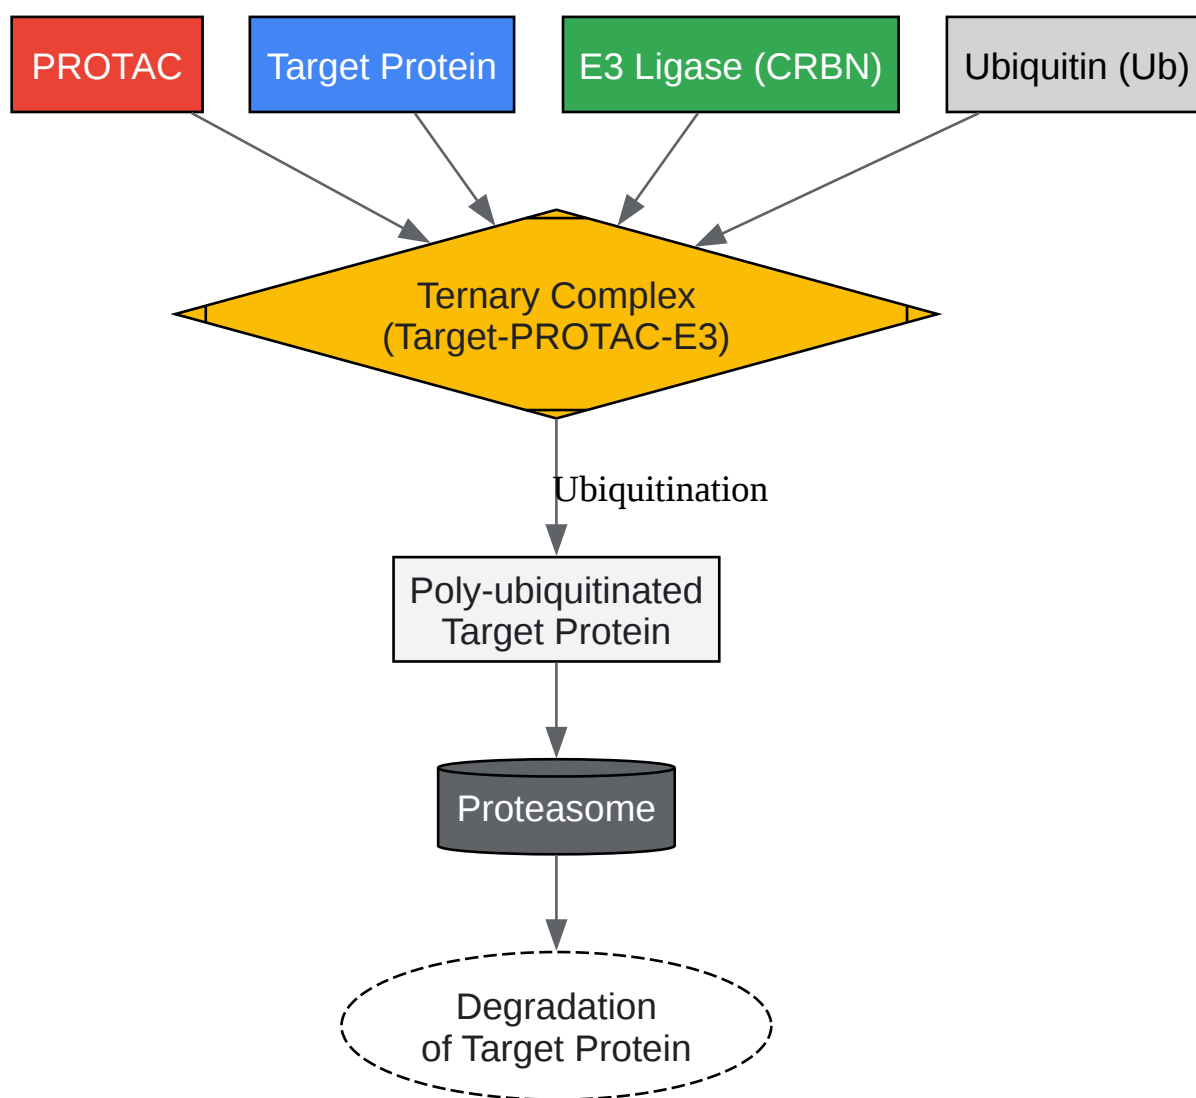 PROTAC
Target Protein
E3 Ligase (CRBN)
Ubiquitin (Ub)
Ternary Complex
(Target-PROTAC-E3)
Ubiquitination
Poly-ubiquitinated
Target Protein
Proteasome
Degradation
of Target Protein